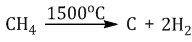 CH₄ —1500°C→ C + 2H₂